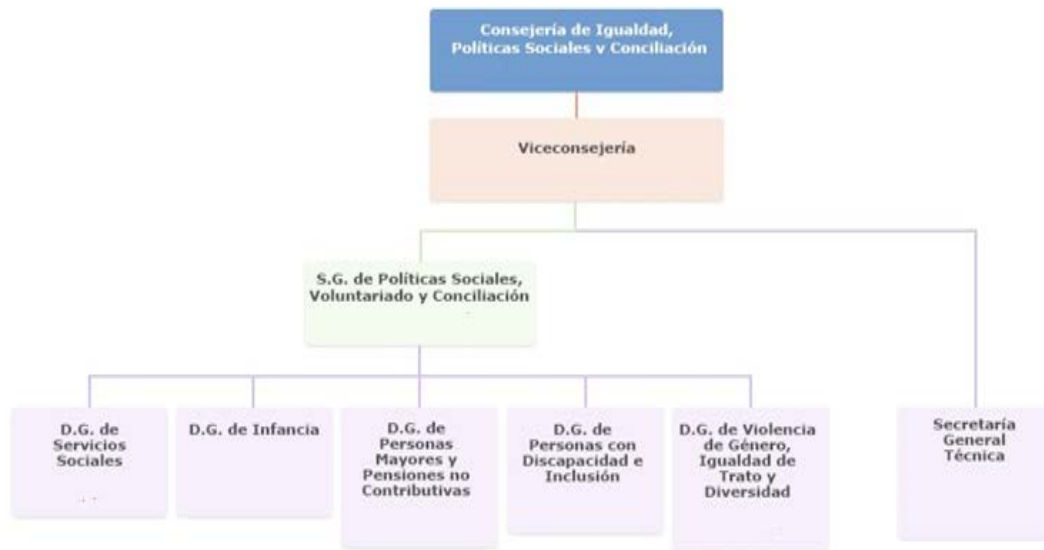 Consejería de Igualdad,
Políticas Sociales y Conciliación
Viceconsejería
S.G. de Políticas Sociales,
Voluntariado y Conciliación
D.G. de
Servicios
Sociales
D.G. de Infancia
D.G. de
Personas
Mayores y
Pensiones no
Contributivas
D.G. de
Personas con
Discapacidad e
Inclusión
D.G. de Violencia
de Género,
Igualdad de
Trato y
Diversidad
Secretaría
General
Técnica